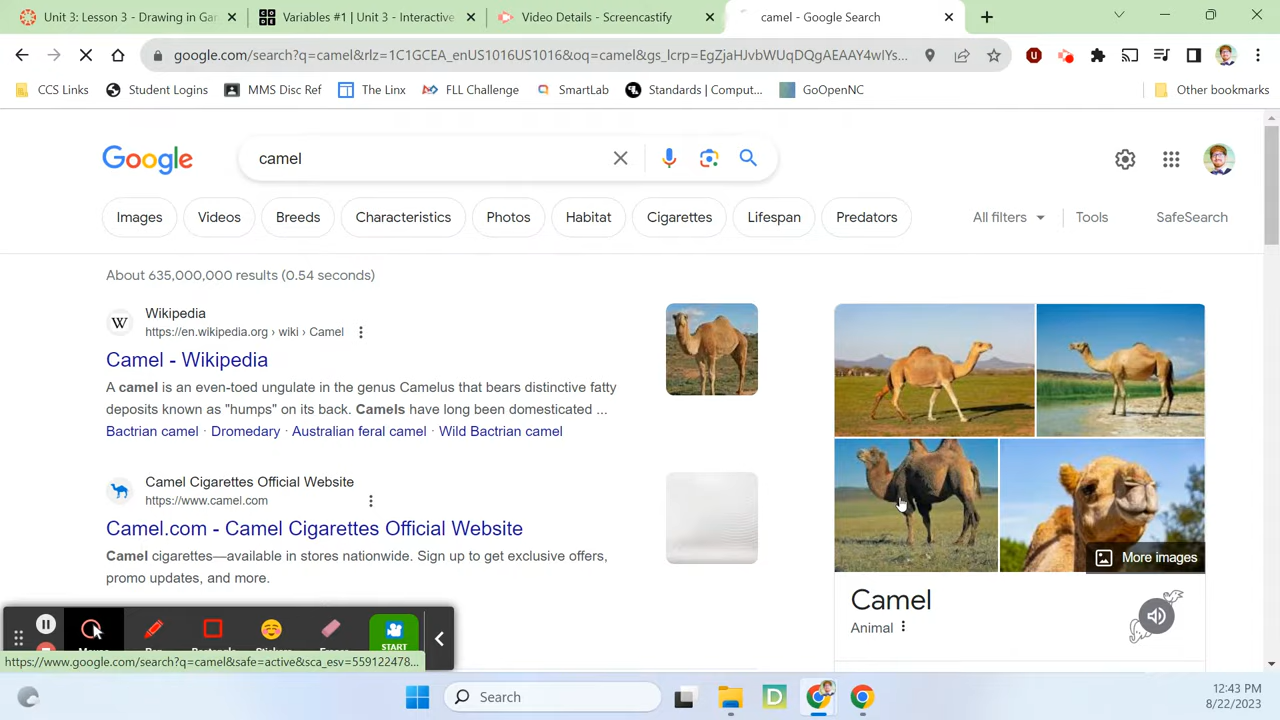 Unit 3: Lesson 3 - Drawing in Gar
Variables #1 | Unit 3 - Interactive
Video Details - Screencastify
camel - Google Search
google.com/search?q=camel&rlz=1C1GCEA_enUS1016US1016&oq=camel&gs_lcrp=EgZjaHJvbWUqDQgAEAAY4wIYs...
CCS Links
Student Logins
MMS Disc Ref
The Linx
FLL Challenge
SmartLab
Standards | Comput...
GoOpenNC
Other bookmarks
Google
camel
Images
Videos
Breeds
Characteristics
Photos
Habitat
Cigarettes
Lifespan
Predators
All filters
Tools
SafeSearch
About 635,000,000 results (0.54 seconds)
Wikipedia
https://en.wikipedia.org › wiki › Camel
Camel - Wikipedia
A camel is an even-toed ungulate in the genus Camelus that bears distinctive fatty
deposits known as "humps" on its back. Camels have long been domesticated ...
Bactrian camel · Dromedary · Australian feral camel · Wild Bactrian camel
Camel Cigarettes Official Website
https://www.camel.com
Camel.com - Camel Cigarettes Official Website
Camel cigarettes—available in stores nationwide. Sign up to get exclusive offers,
promo updates, and more.
More images
Camel
Animal
START
https://www.google.com/search?q=camel&safe=active&sca_esv=559122478...
Search
12:43 PM
8/22/2023